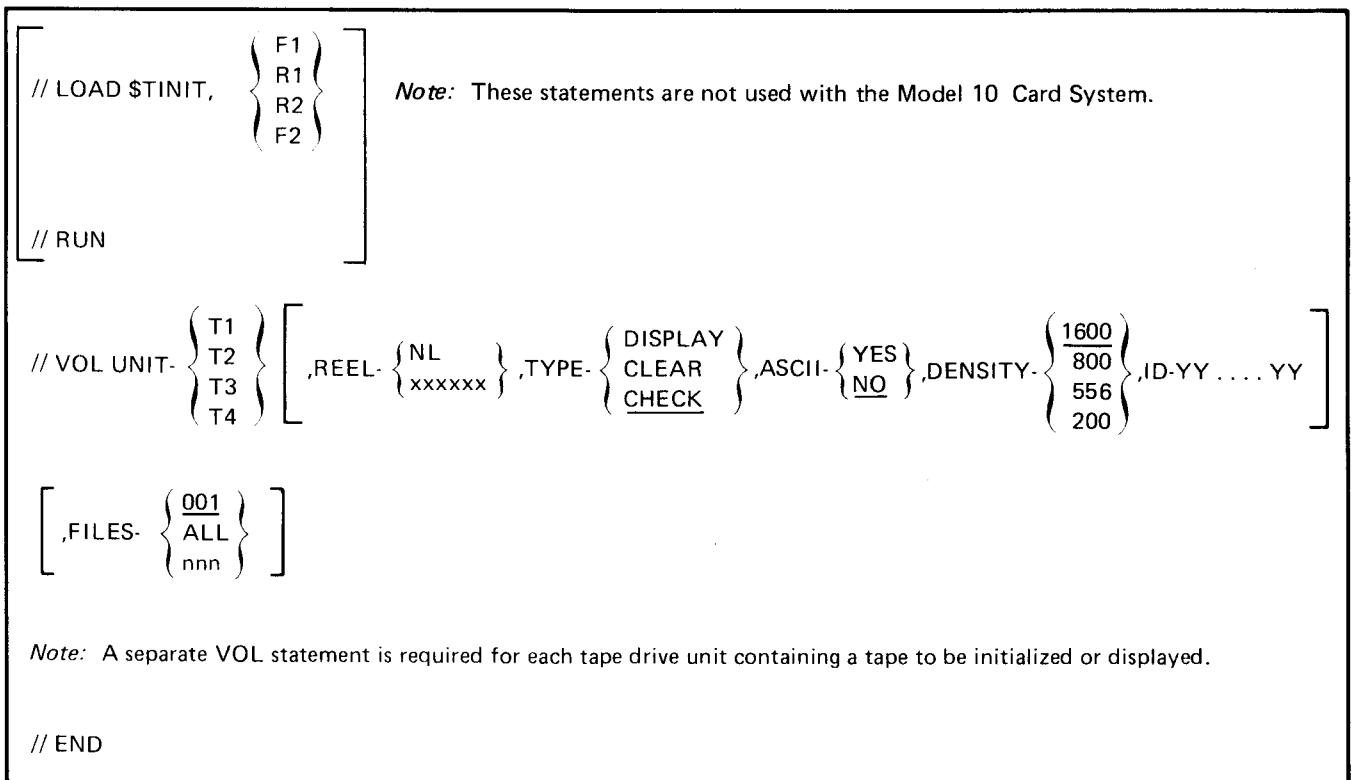 // LOAD $TINIT, { F1 R1 R2 F2 } Note: These statements are not used with the Model 10 Card System.
// RUN
// VOL UNIT- { T1 T2 T3 T4 } [ ,REEL- { NL xxxxxx } ,TYPE- { DISPLAY CLEAR CHECK } ,ASCII- { YES NO } ,DENSITY- { 1600 800 556 200 } ,ID-YY .... YY ]
[ ,FILES- { 001 ALL nnn } ]
Note: A separate VOL statement is required for each tape drive unit containing a tape to be initialized or displayed.
// END